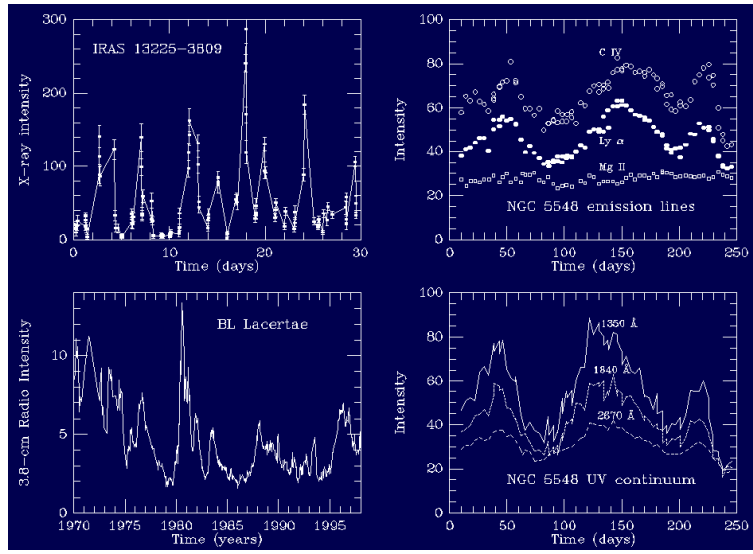 IRAS 13225-3809
X-ray intensity
300
200
100
0
0 10 20 30
Time (days)
C IV
Ly α
Mg II
NGC 5548 emission lines
Intensity
100
80
60
40
20
0
0 50 100 150 200 250
Time (days)
BL Lacertae
3.8-cm Radio Intensity
10
5
0
1970 1975 1980 1985 1990 1995
Time (years)
1350 Å
1840 Å
2670 Å
NGC 5548 UV continuum
Intensity
100
80
60
40
20
0
0 50 100 150 200 250
Time (days)